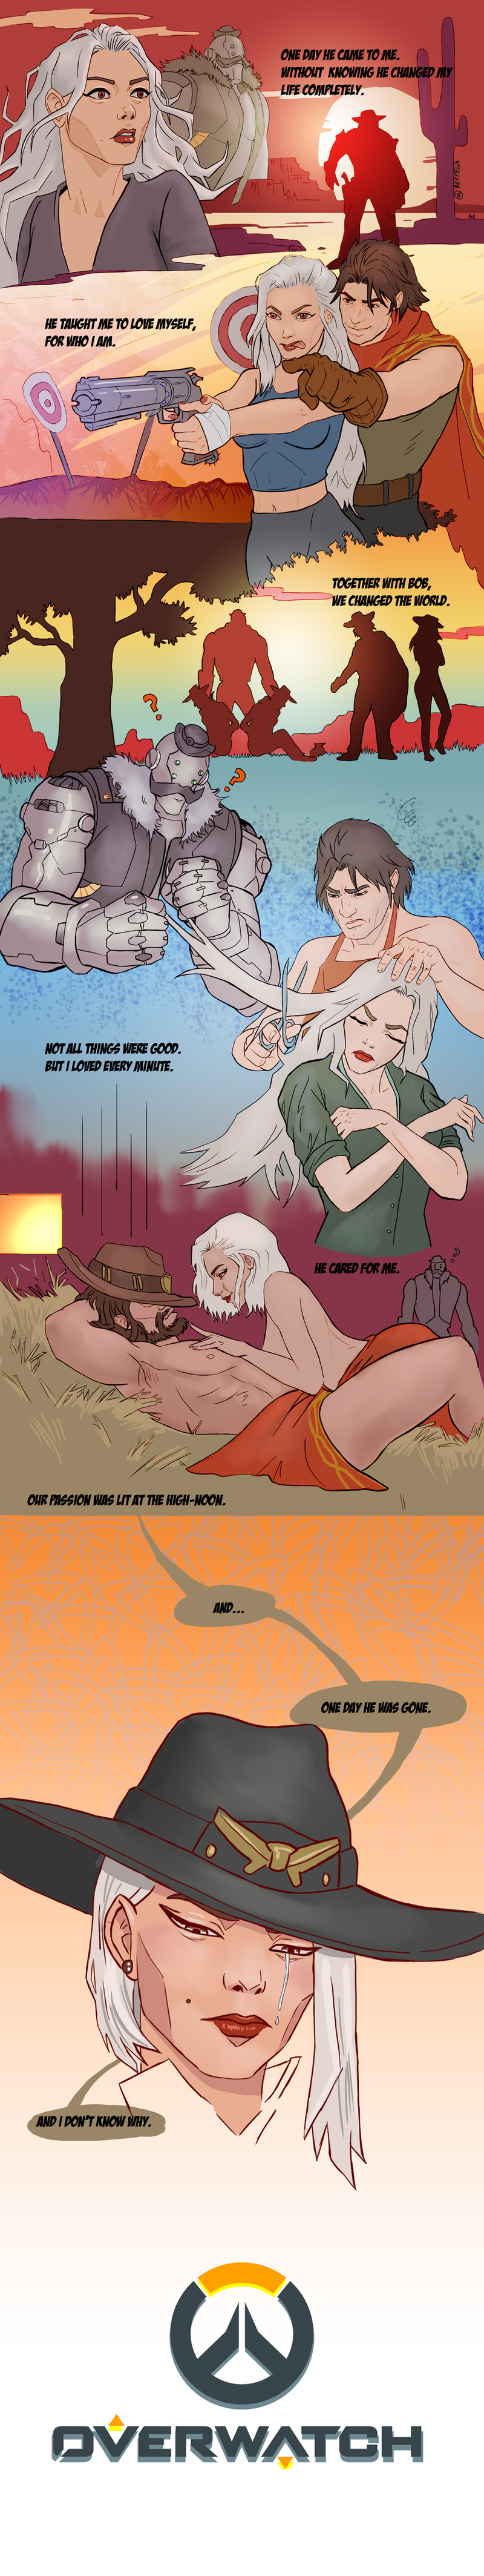 ONE DAY HE CAME TO ME.
WITHOUT KNOWING HE CHANGED MY
LIFE COMPLETELY.
HE TAUGHT ME TO LOVE MYSELF,
FOR WHO I AM.
TOGETHER WITH BOB,
WE CHANGED THE WORLD.
?
?
NOT ALL THINGS WERE GOOD.
BUT I LOVED EVERY MINUTE.
HE CARED FOR ME.
?
OUR PASSION WAS LIT AT THE HIGH-NOON.
AND...
ONE DAY HE WAS GONE.
AND I DON'T KNOW WHY.
OVERWATCH